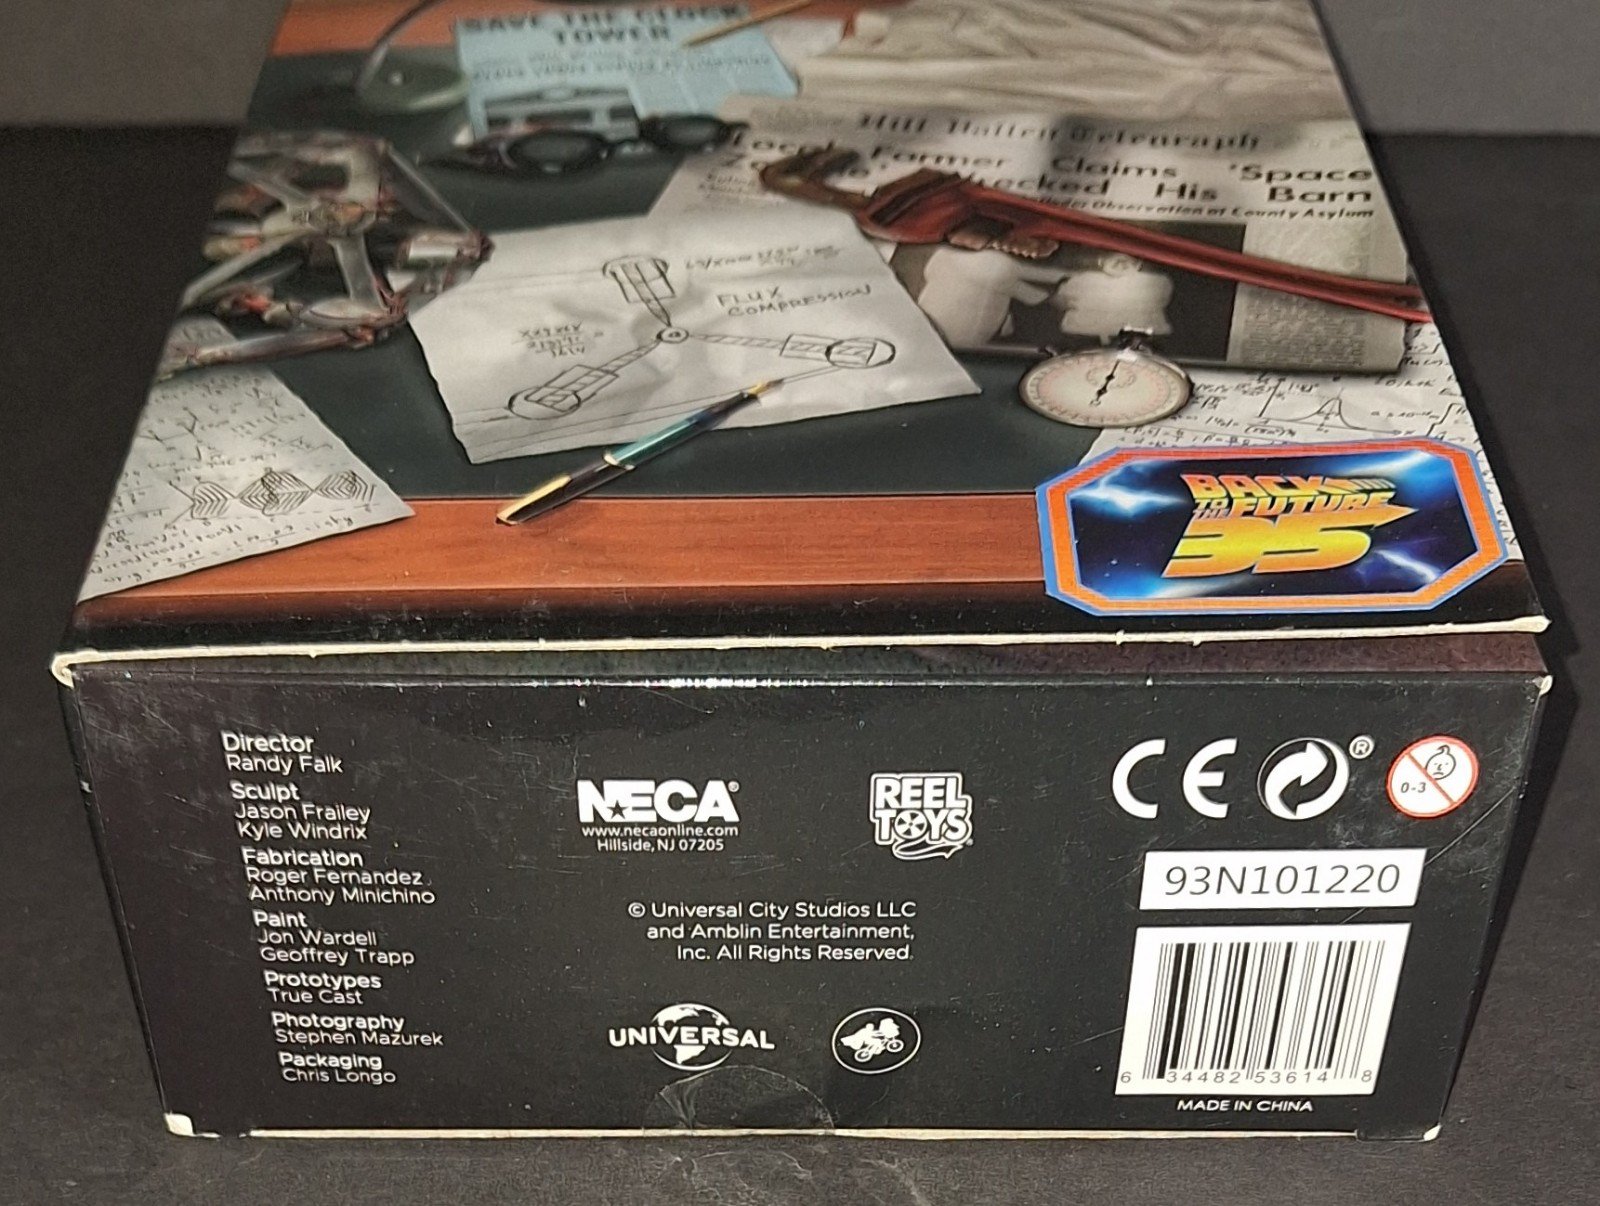 SAVE THE CLOCK
TOWER
Hill Valley Telegraph
Local Farmer Claims 'Space
Wrecked His Barn
Under Observation at County Asylum
FLUX
COMPRESSION
BACK
TO THE FUTURE
35
Director
Randy Falk
Sculpt
Jason Frailey
Kyle Windrix
Fabrication
Roger Fernandez
Anthony Minichino
Paint
Jon Wardell
Geoffrey Trapp
Prototypes
True Cast
Photography
Stephen Mazurek
Packaging
Chris Longo
NECA®
www.necaonline.com
Hillside, NJ 07205
REEL
TOYS®
© Universal City Studios LLC
and Amblin Entertainment,
Inc. All Rights Reserved.
UNIVERSAL
CE ®
0-3
93N101220
6 34482 53614 8
MADE IN CHINA